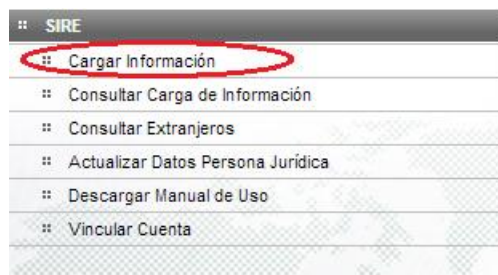 SIRE
Cargar Información
Consultar Carga de Información
Consultar Extranjeros
Actualizar Datos Persona Jurídica
Descargar Manual de Uso
Vincular Cuenta